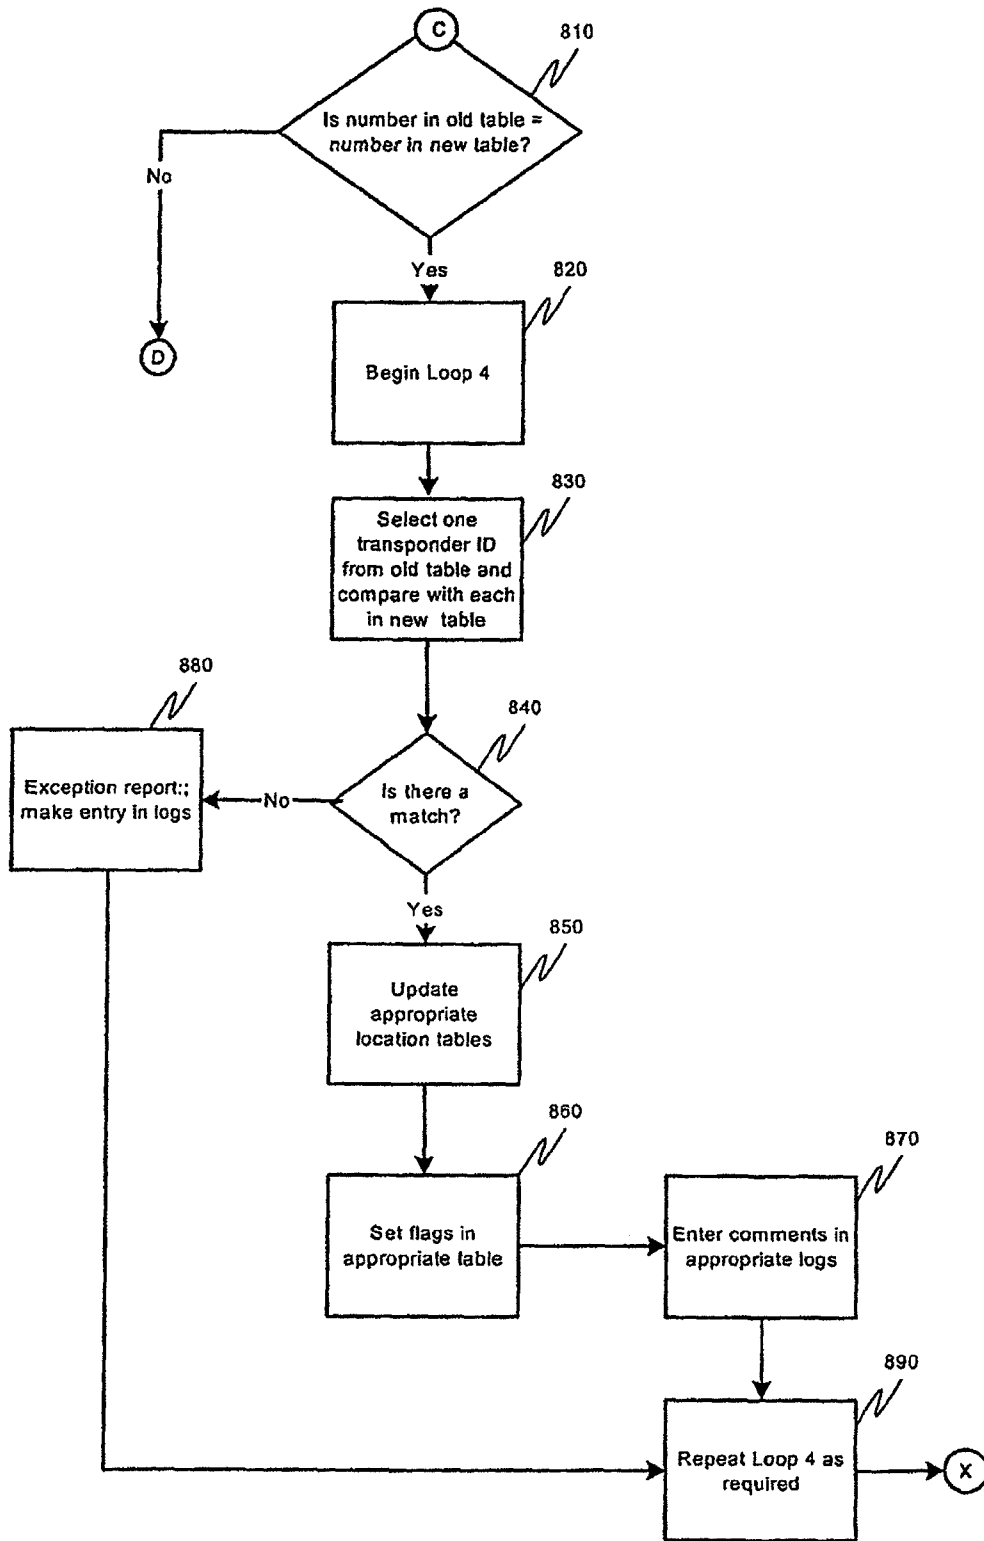 C
810
Is number in old table =
number in new table?
No
Yes
D
820
Begin Loop 4
830
Select one
transponder ID
from old table and
compare with each
in new table
880
Exception report:;
make entry in logs
840
Is there a
match?
No
Yes
850
Update
appropriate
location tables
860
Set flags in
appropriate table
870
Enter comments in
appropriate logs
890
Repeat Loop 4 as
required
X